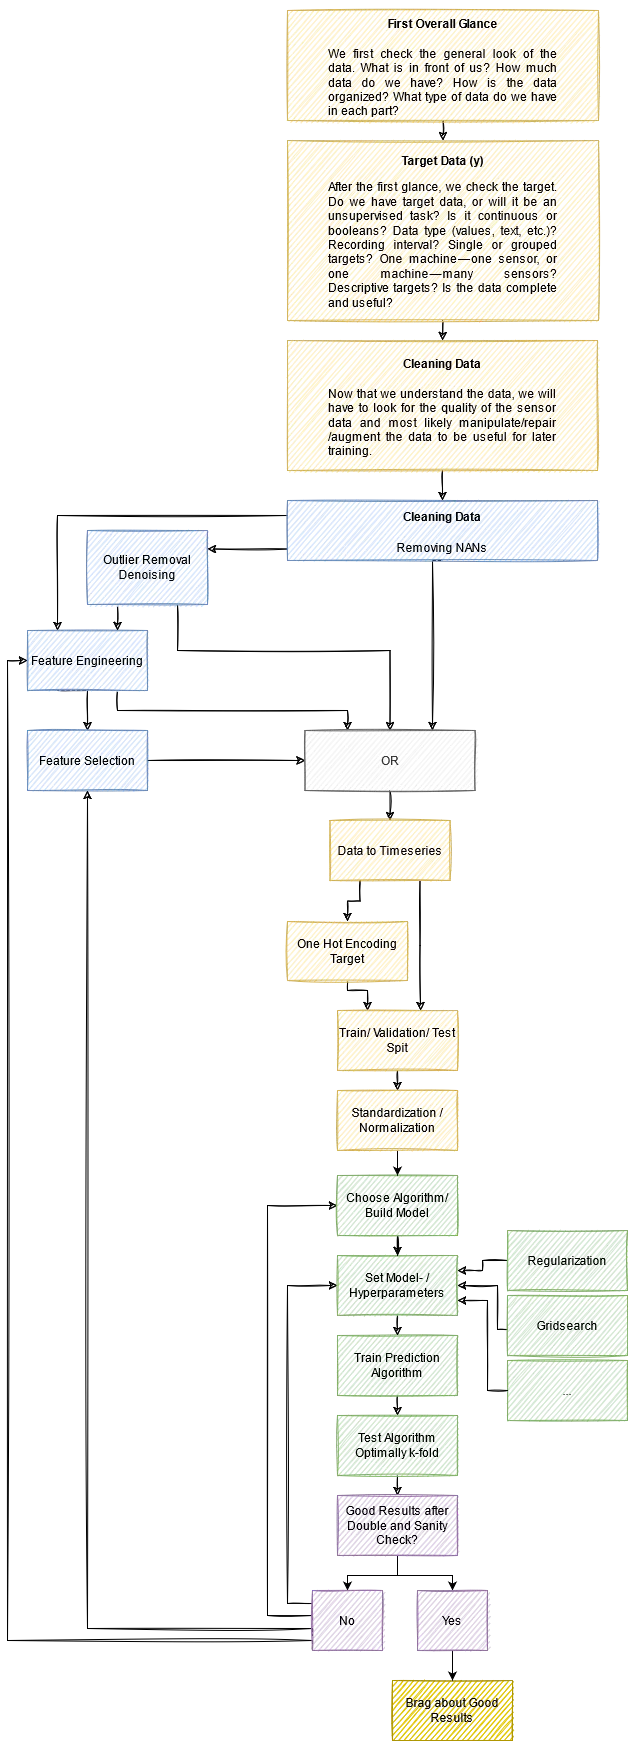 First Overall Glance
We first check the general look of the
data. What is in front of us? How much
data do we have? How is the data
organized? What type of data do we have
in each part?
Target Data (y)
After the first glance, we check the target.
Do we have target data, or will it be an
unsupervised task? Is it continuous or
booleans? Data type (values, text, etc.)?
Recording interval? Single or grouped
targets? One machine—one sensor, or
one machine—many sensors?
Descriptive targets? Is the data complete
and useful?
Cleaning Data
Now that we understand the data, we will
have to look for the quality of the sensor
data and most likely manipulate/repair
/augment the data to be useful for later
training.
Cleaning Data
Removing NANs
Outlier Removal
Denoising
Feature Engineering
Feature Selection
OR
Data to Timeseries
One Hot Encoding
Target
Train/ Validation/ Test
Spit
Standardization /
Normalization
Choose Algorithm/
Build Model
Set Model- /
Hyperparameters
Regularization
Gridsearch
...
Train Prediction
Algorithm
Test Algorithm
Optimally k-fold
Good Results after
Double and Sanity
Check?
No
Yes
Brag about Good
Results